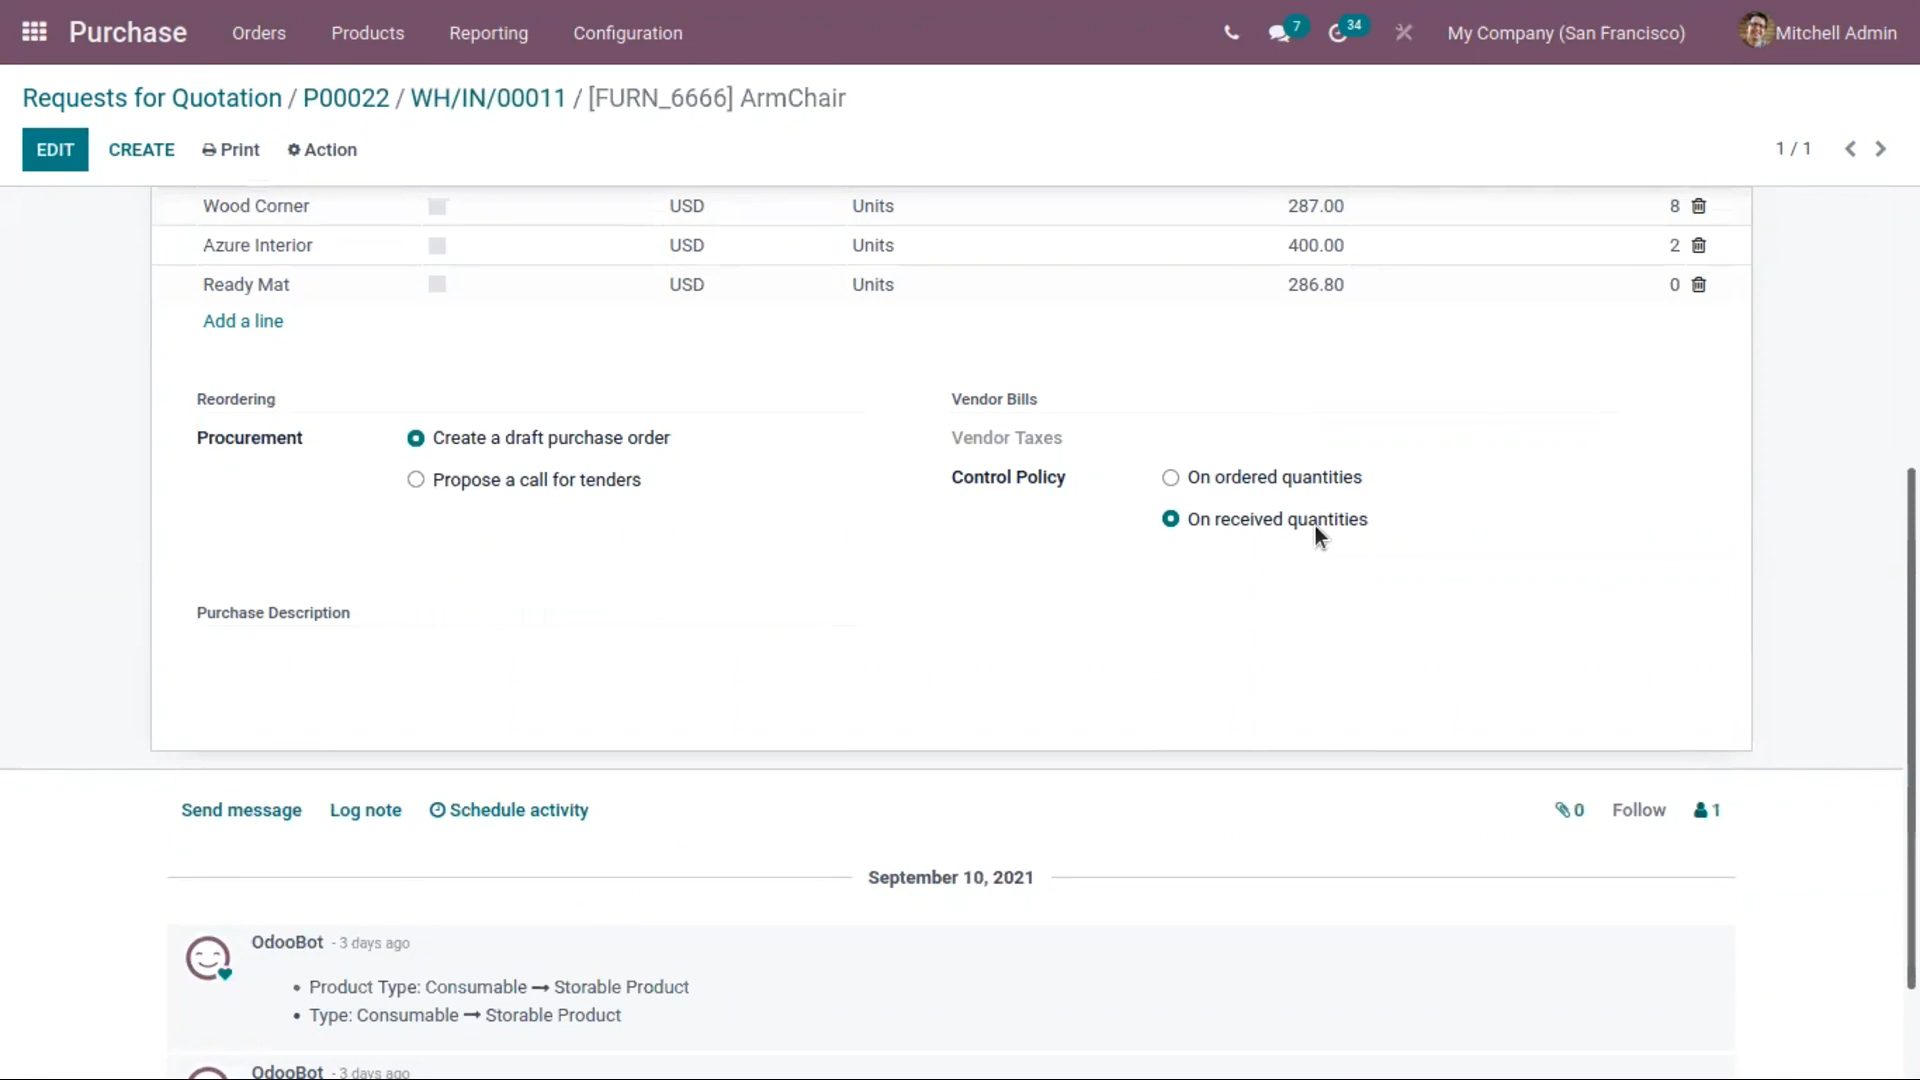 Purchase Orders Products Reporting Configuration 7 34 My Company (San Francisco) Mitchell Admin
Requests for Quotation / P00022 / WH/IN/00011 / [FURN_6666] ArmChair
EDIT CREATE Print Action 1 / 1
Wood Corner USD Units 287.00 8
Azure Interior USD Units 400.00 2
Ready Mat USD Units 286.80 0
Add a line
Reordering Vendor Bills
Procurement Create a draft purchase order Vendor Taxes
Propose a call for tenders Control Policy On ordered quantities
On received quantities
Purchase Description
Send message Log note Schedule activity 0 Follow 1
September 10, 2021
OdooBot - 3 days ago
• Product Type: Consumable → Storable Product
• Type: Consumable → Storable Product
OdooBot - 3 days ago